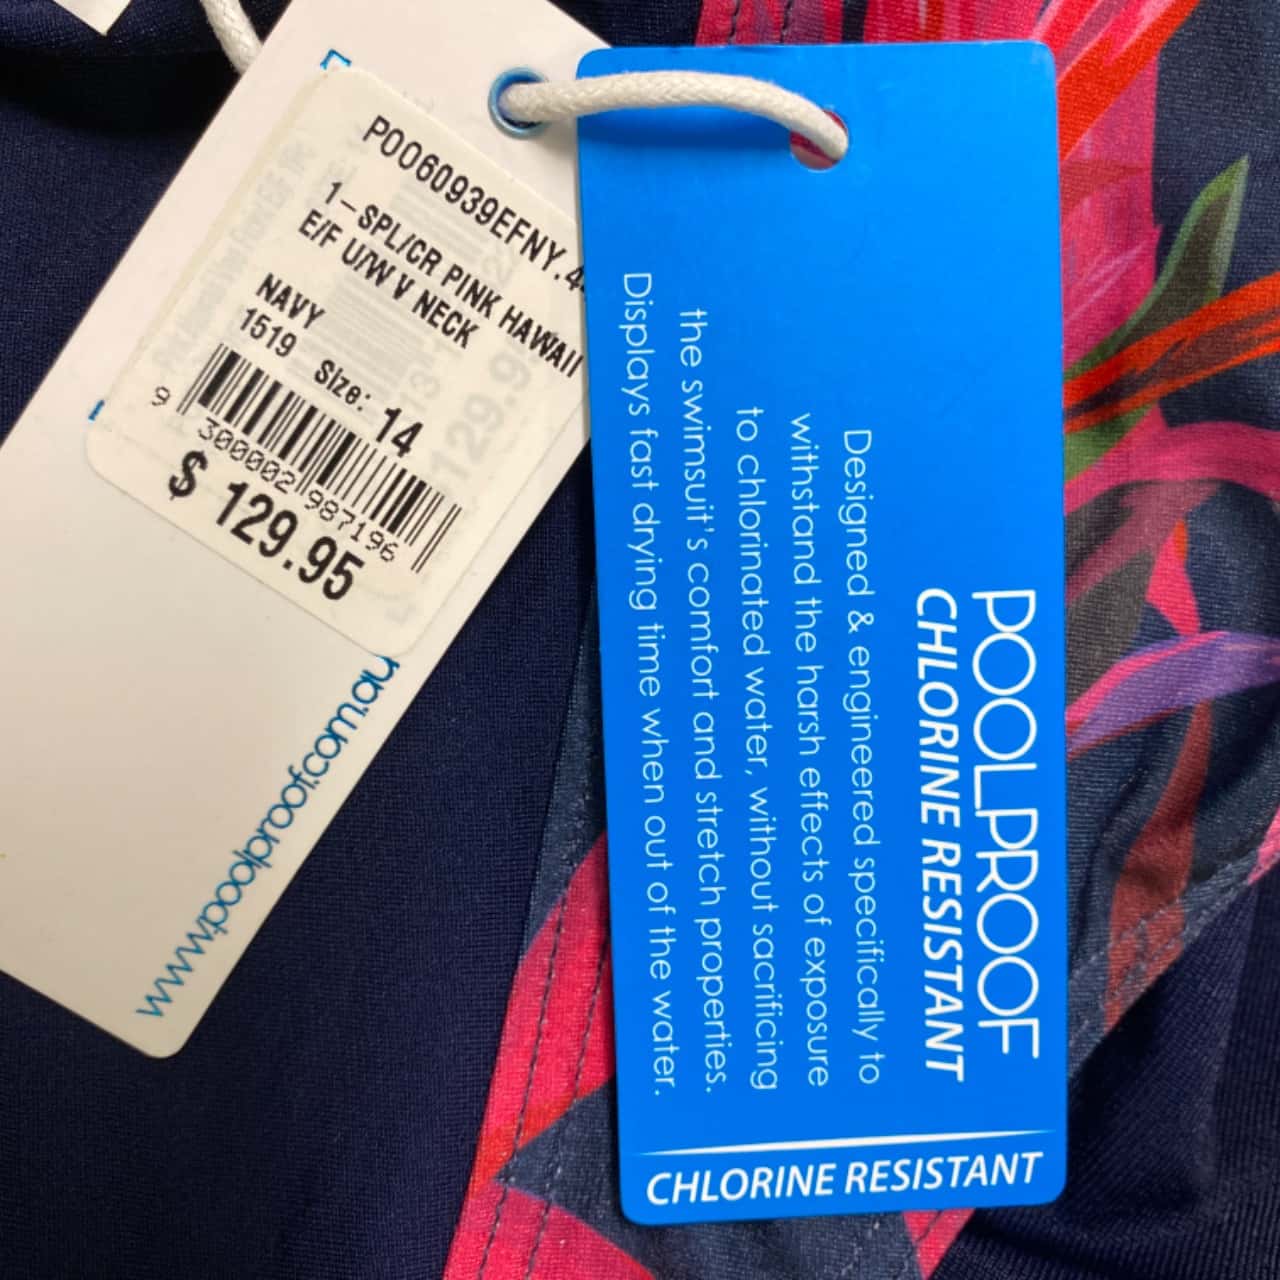 P0060939EFNY.4
1-SPL/CR PINK HAWAII
E/F U/W V NECK
NAVY
1519 Size: 14
9 300002 987196
$ 129.95
www.poolproof.com.au
POOLPROOF
CHLORINE RESISTANT
Designed & engineered specifically to
withstand the harsh effects of exposure
to chlorinated water, without sacrificing
the swimsuit's comfort and stretch properties.
Displays fast drying time when out of the water.
CHLORINE RESISTANT